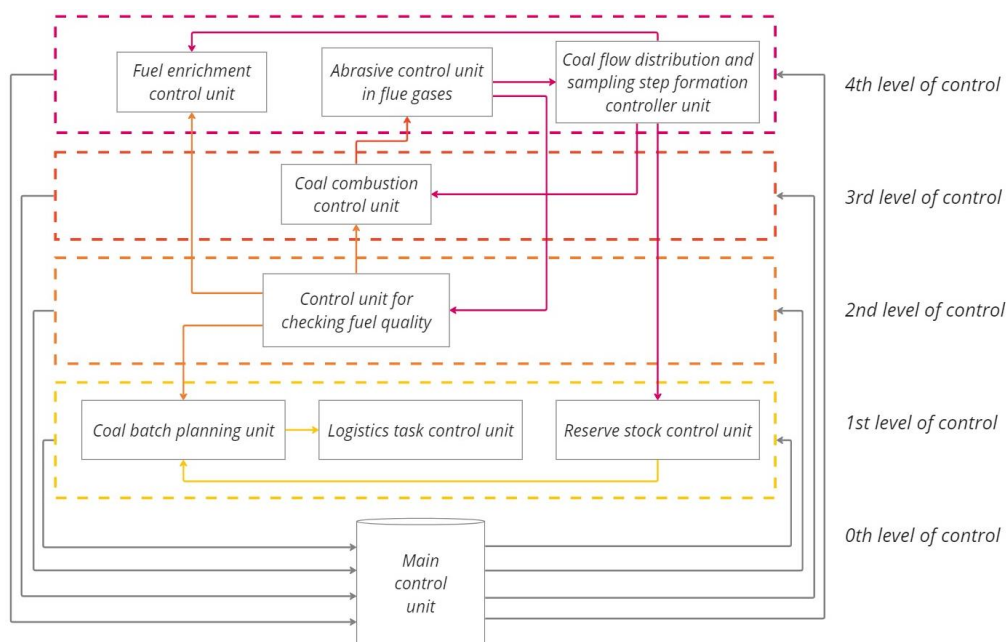 Fuel enrichment
control unit
Abrasive control unit
in flue gases
Coal flow distribution and
sampling step formation
controller unit
4th level of control
Coal combustion
control unit
3rd level of control
Control unit for
checking fuel quality
2nd level of control
Coal batch planning unit
Logistics task control unit
Reserve stock control unit
1st level of control
0th level of control
Main
control
unit